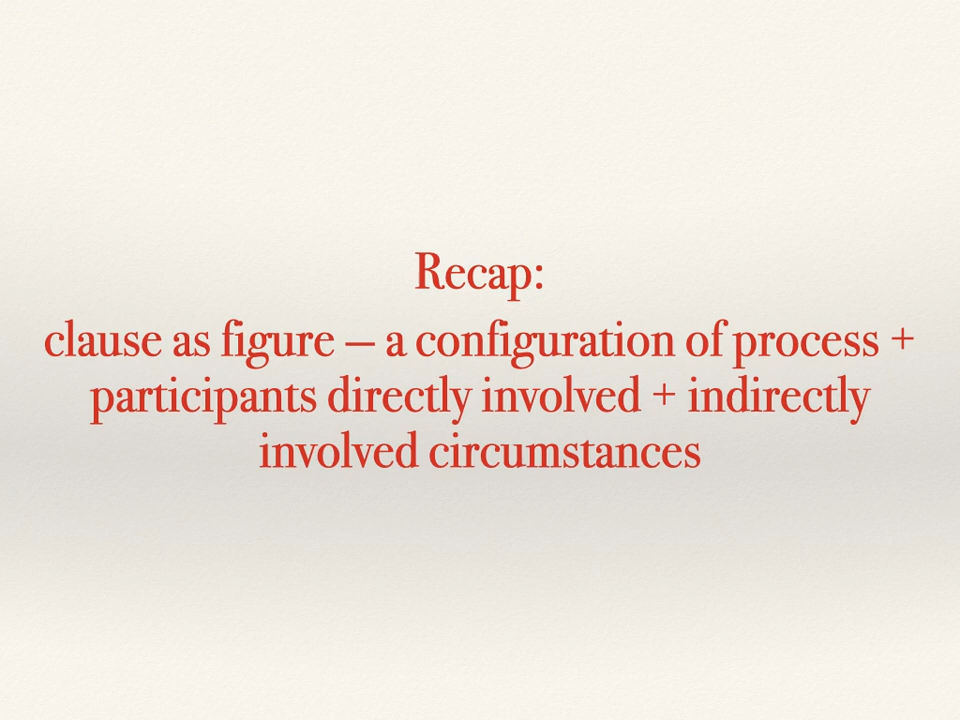 Recap:
clause as figure — a configuration of process +
participants directly involved + indirectly
involved circumstances